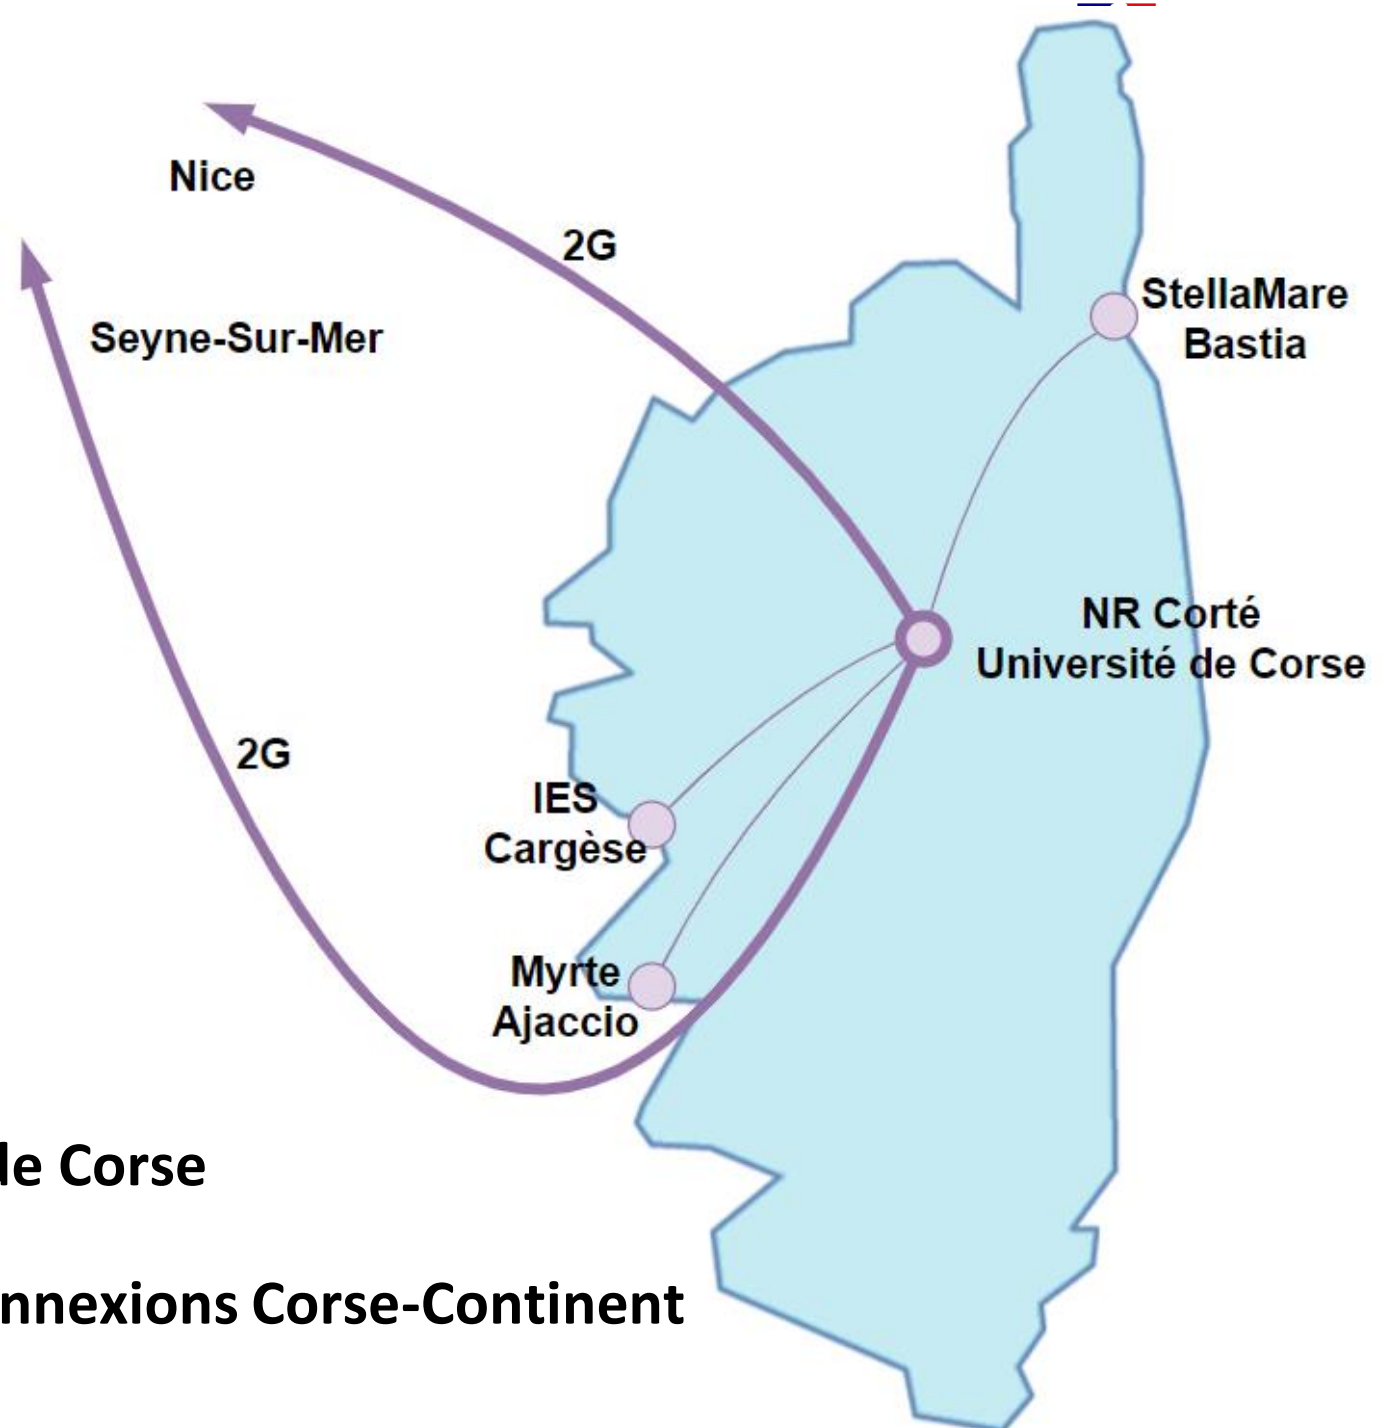 Nice
2G
StellaMare
Bastia
Seyne-Sur-Mer
NR Corté
Université de Corse
2G
IES
Cargèse
Myrte
Ajaccio
de Corse
nnexions Corse-Continent